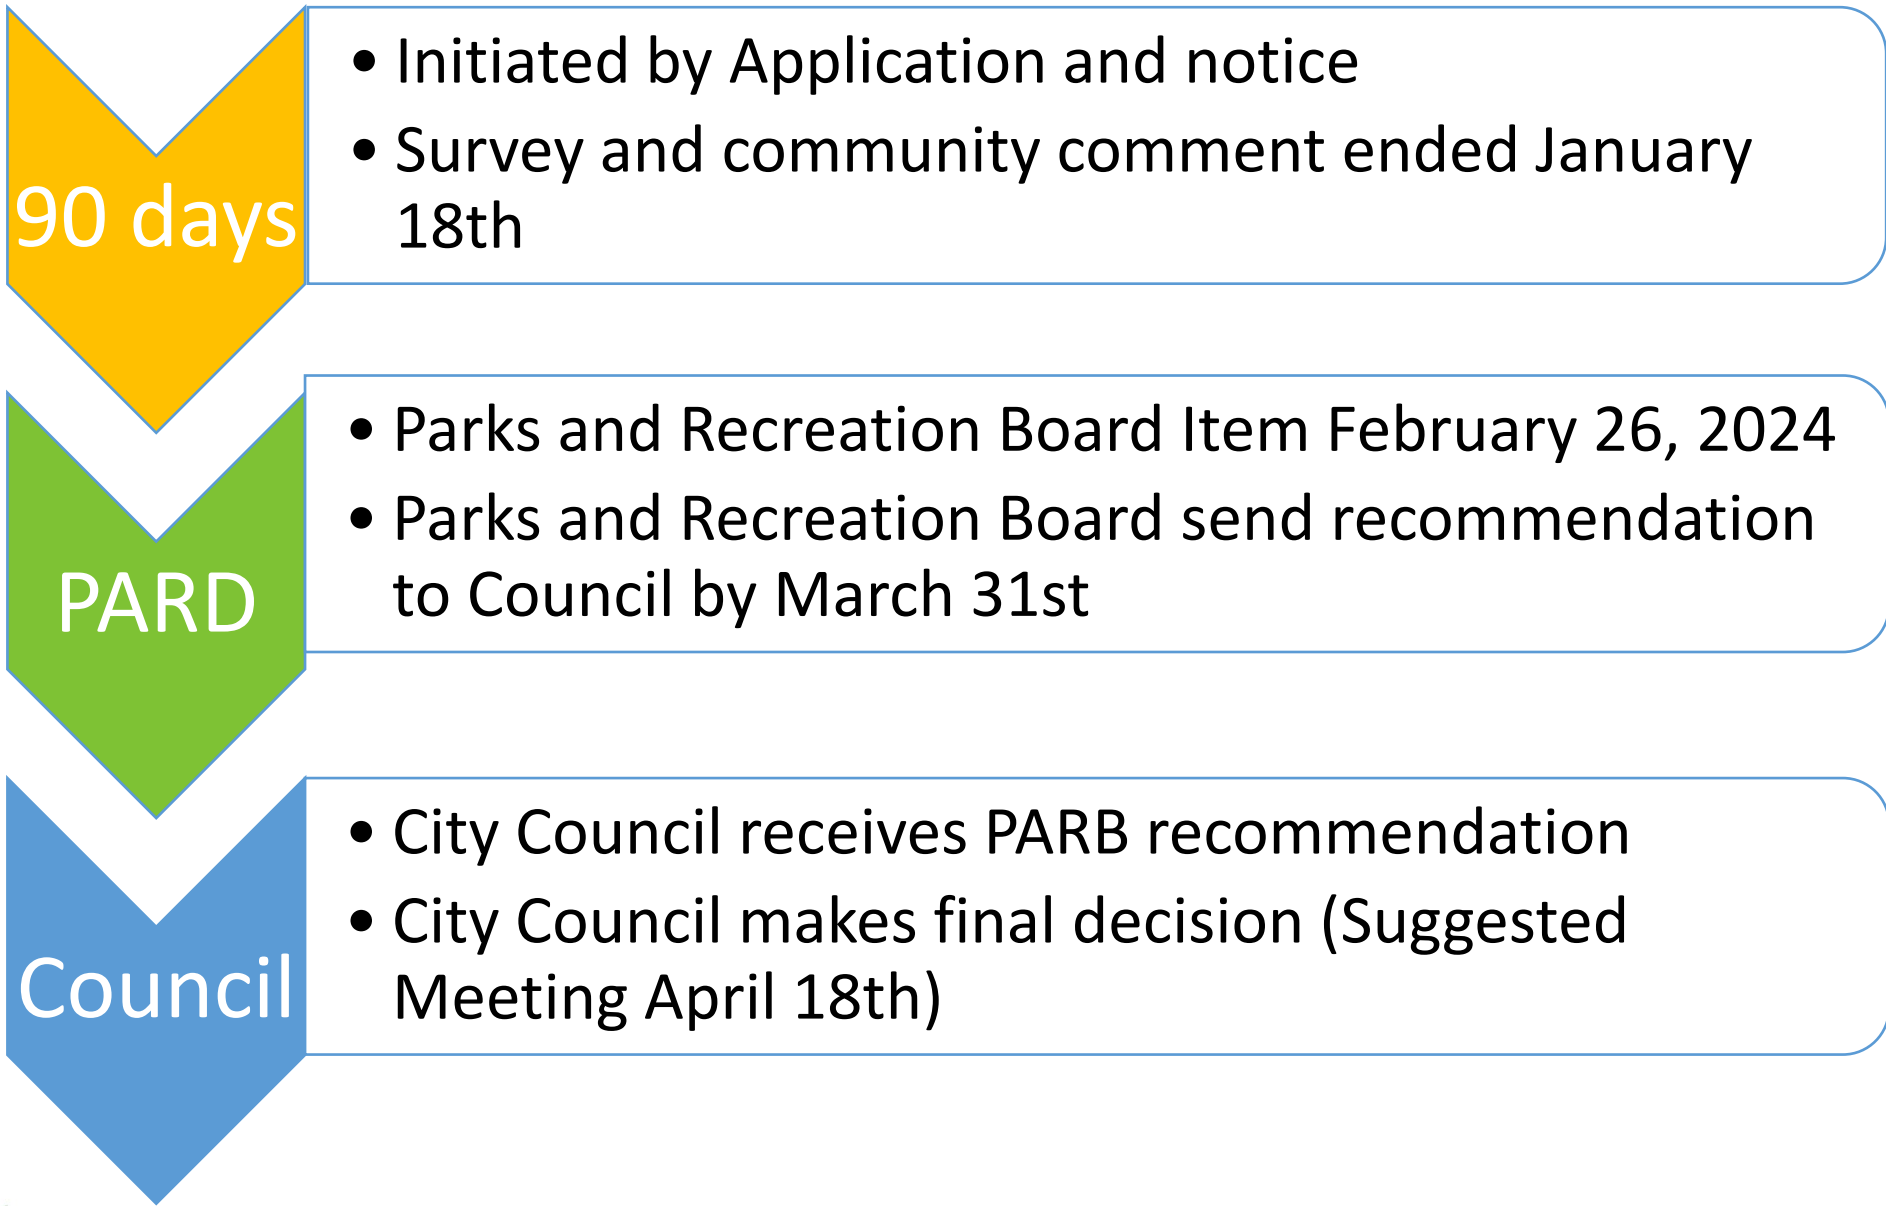 90 days
• Initiated by Application and notice
• Survey and community comment ended January
18th
PARD
• Parks and Recreation Board Item February 26, 2024
• Parks and Recreation Board send recommendation
to Council by March 31st
Council
• City Council receives PARB recommendation
• City Council makes final decision (Suggested
Meeting April 18th)